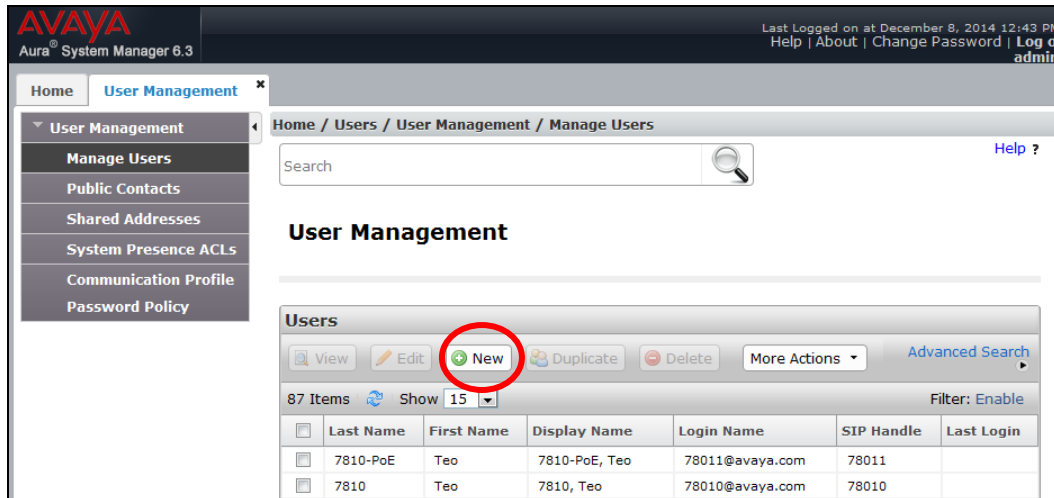 AVAYA
Aura® System Manager 6.3
Last Logged on at December 8, 2014 12:43 PM
Help | About | Change Password | Log o
admin
Home
User Management ×
User Management
Manage Users
Public Contacts
Shared Addresses
System Presence ACLs
Communication Profile
Password Policy
Home / Users / User Management / Manage Users
Search
Help ?
User Management
Users
View Edit New Duplicate Delete More Actions Advanced Search
87 Items Show 15 Filter: Enable
Last Name First Name Display Name Login Name SIP Handle Last Login
7810-PoE Teo 7810-PoE, Teo 78011@avaya.com 78011
7810 Teo 7810, Teo 78010@avaya.com 78010